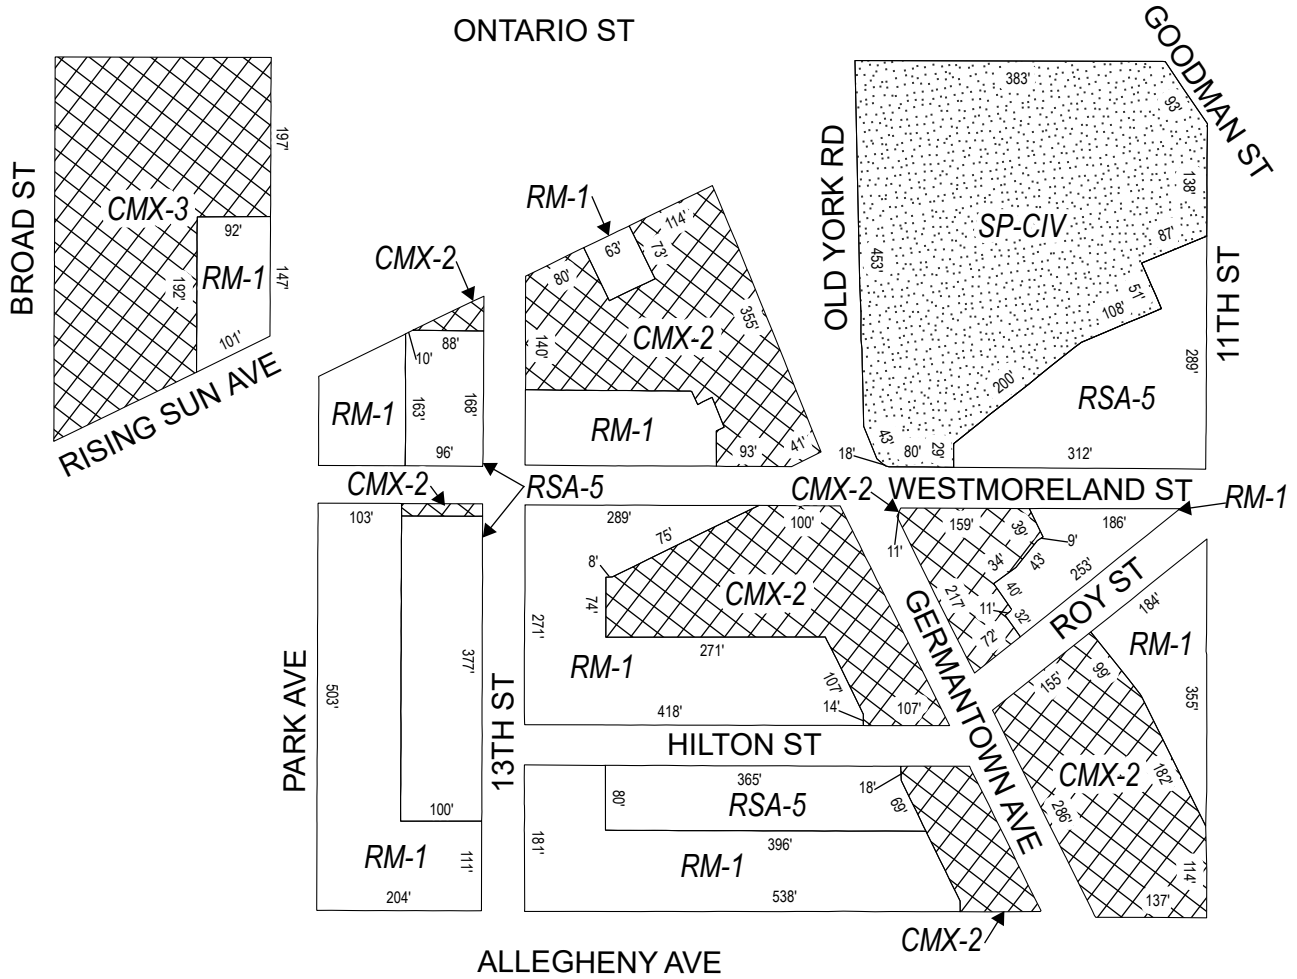 ONTARIO ST
GOODMAN ST
BROAD ST
CMX-3
197'
92'
RM-1
192'
147'
101'
RISING SUN AVE
CMX-2
10'
88'
RM-1
163'
168'
96'
RSA-5
RM-1
63'
114'
73'
80'
140'
CMX-2
355'
RM-1
93'
41'
OLD YORK RD
383'
93'
138'
SP-CIV
453'
87'
51'
108'
200'
43'
18'
80'
29'
RSA-5
289'
312'
11TH ST
WESTMORELAND ST
CMX-2
103'
377'
503'
100'
RM-1
111'
204'
PARK AVE
13TH ST
289'
75'
100'
8'
74'
CMX-2
271'
271'
RM-1
107'
14'
107'
418'
HILTON ST
CMX-2
11'
159'
39'
9'
186'
RM-1
34'
43'
253'
40'
217'
11'
32'
72'
ROY ST
GERMANTOWN AVE
184'
RM-1
155'
99'
355'
CMX-2
182'
286'
114'
137'
365'
18'
80'
RSA-5
69'
181'
396'
RM-1
538'
CMX-2
ALLEGHENY AVE